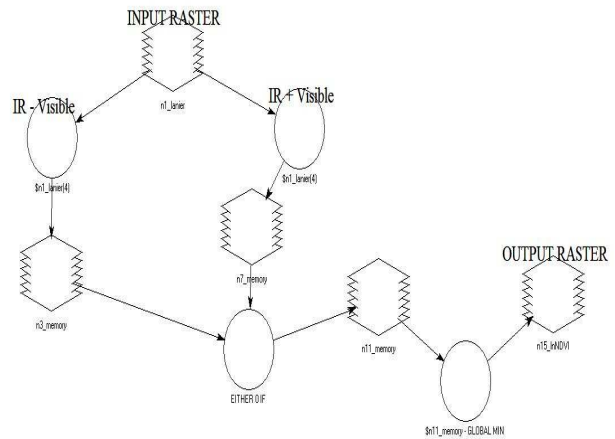 INPUT RASTER
n1_lanier
IR - Visible
IR + Visible
$n1_lanier(4)
$n1_lanier(4)
n7_memory
n3_memory
OUTPUT RASTER
n11_memory
n15_lnNDVI
EITHER 0 IF
$n11_memory - GLOBAL MIN